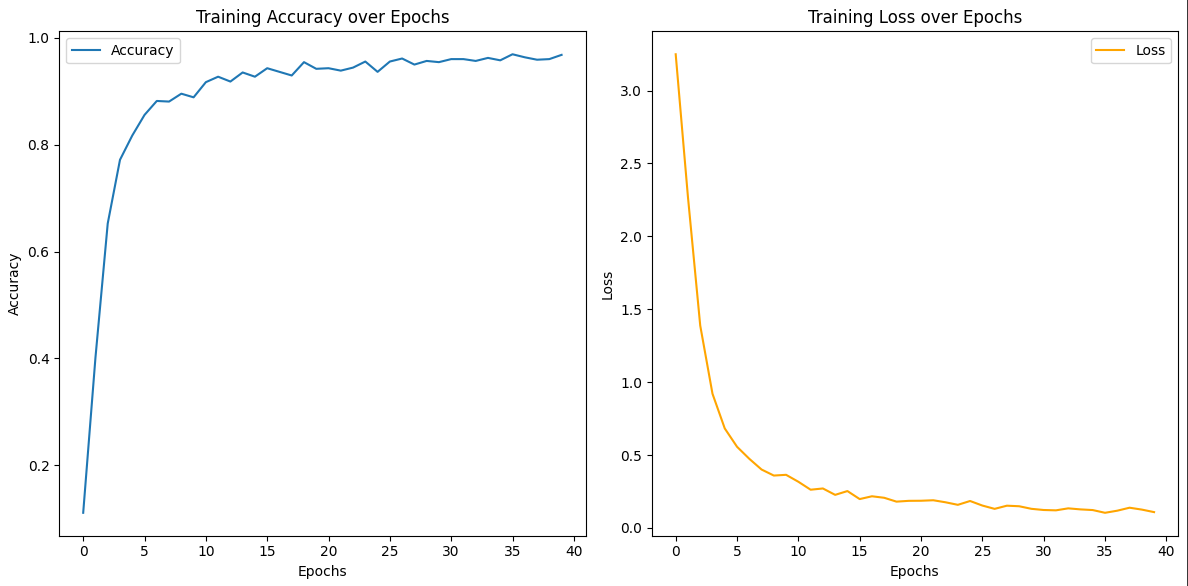 Training Accuracy over Epochs
Accuracy
1.0
0.8
0.6
0.4
0.2
Accuracy
0 5 10 15 20 25 30 35 40
Epochs
Training Loss over Epochs
Loss
3.0
2.5
2.0
1.5
1.0
0.5
0.0
Loss
0 5 10 15 20 25 30 35 40
Epochs